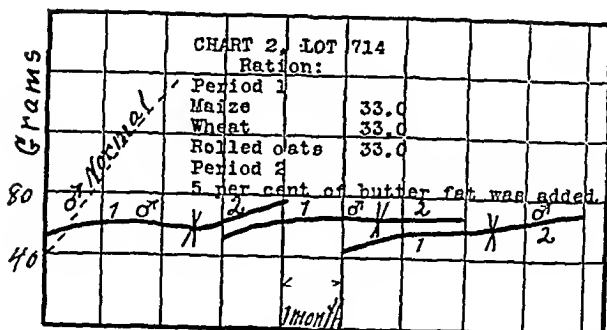 CHART 2, LOT 714
Ration:
Period 1
Maize 33.0
Wheat 33.0
Rolled oats 33.0
Period 2
5 per cent of butter fat was added.
Grams
♂ Normal
80
40
1 ♂ 2 1 ♂ 2 ♂
1 2
1 month